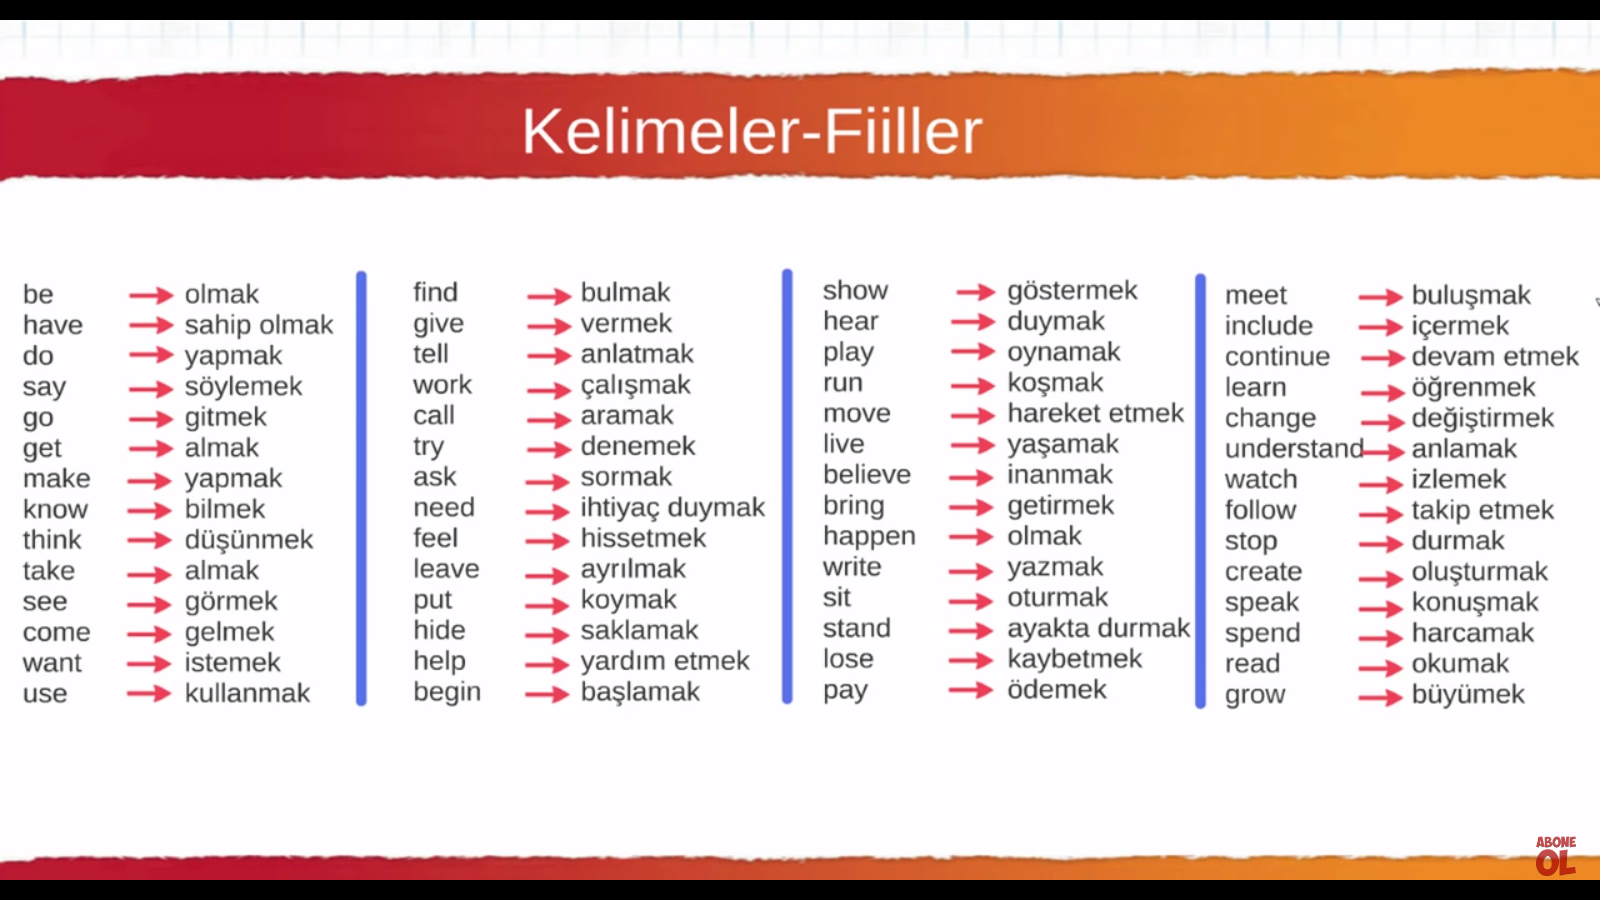 Kelimeler-Fiiller
be → olmak
have → sahip olmak
do → yapmak
say → söylemek
go → gitmek
get → almak
make → yapmak
know → bilmek
think → düşünmek
take → almak
see → görmek
come → gelmek
want → istemek
use → kullanmak
find → bulmak
give → vermek
tell → anlatmak
work → çalışmak
call → aramak
try → denemek
ask → sormak
need → ihtiyaç duymak
feel → hissetmek
leave → ayrılmak
put → koymak
hide → saklamak
help → yardım etmek
begin → başlamak
show → göstermek
hear → duymak
play → oynamak
run → koşmak
move → hareket etmek
live → yaşamak
believe → inanmak
bring → getirmek
happen → olmak
write → yazmak
sit → oturmak
stand → ayakta durmak
lose → kaybetmek
pay → ödemek
meet → buluşmak
include → içermek
continue → devam etmek
learn → öğrenmek
change → değiştirmek
understand → anlamak
watch → izlemek
follow → takip etmek
stop → durmak
create → oluşturmak
speak → konuşmak
spend → harcamak
read → okumak
grow → büyümek
ABONE
OL